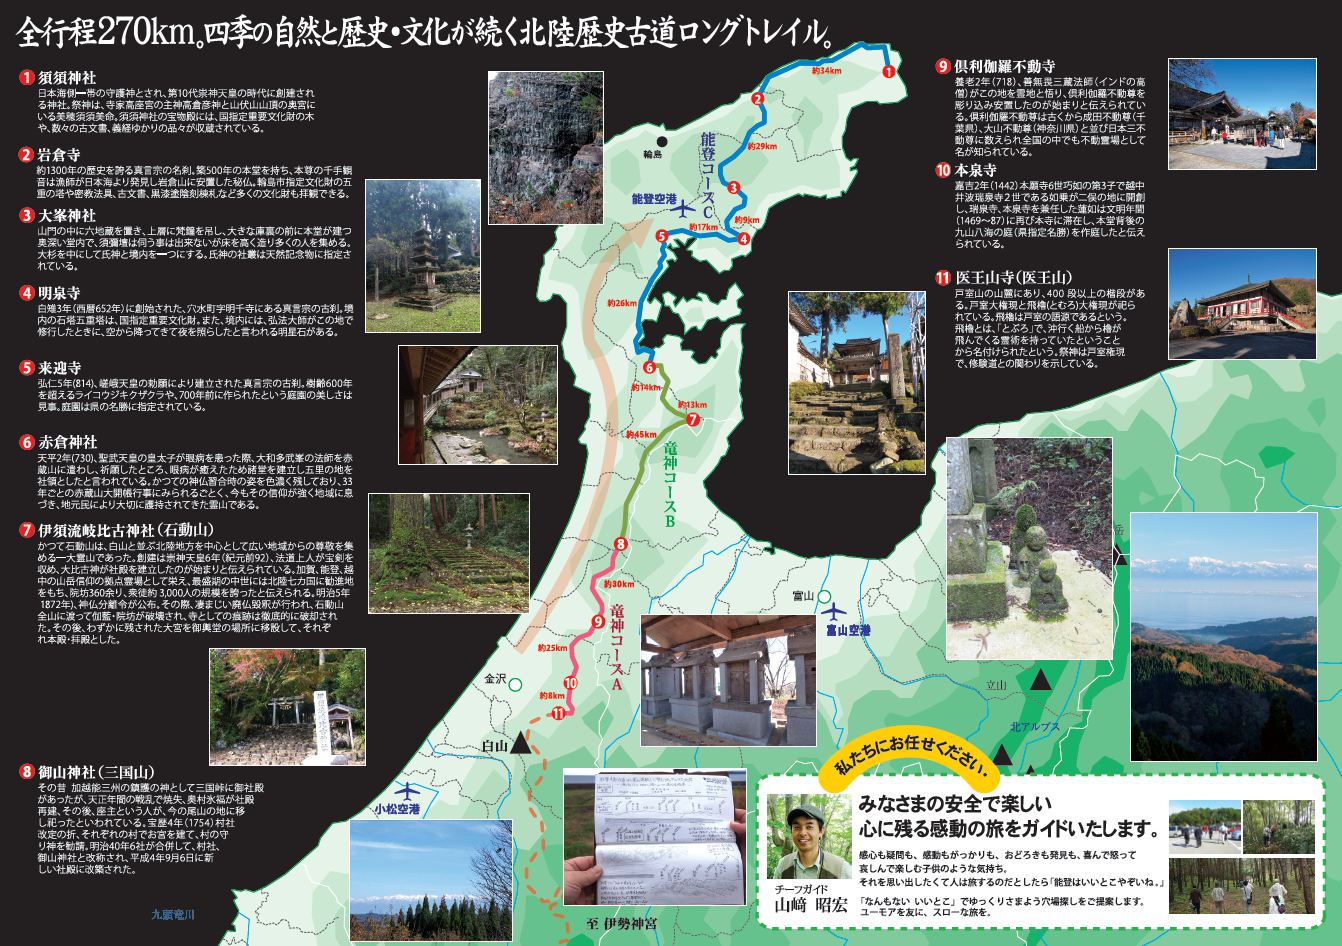 全行程270km。四季の自然と歴史・文化が続く北陸歴史古道ロングトレイル。
1 須須神社
日本海側一帯の守護神とされ、第10代崇神天皇の時代に創建され
る神社。祭神は、寺家高座宮の主神高倉彦神と山伏山山頂の奥宮に
いる美穂須須美命。須須神社の宝物殿には、国指定重要文化財の木
や、数々の古文書、義経ゆかりの品々が収蔵されている。
2 岩倉寺
約1300年の歴史を誇る真言宗の名刹。築500年の本堂を持ち、本尊の千手観
音は漁師が日本海より発見し岩倉山に安置した秘仏。輪島市指定文化財の五
重の塔や密教法具、古文書、黒漆塗陰刻棟札など多くの文化財も拝観できる。
3 大峯神社
山門の中に六地蔵を置き、上層に梵鐘を吊し、大きな庫裏の前に本堂が建つ
奥深い堂内で、須彌壇は伺う事は出来ないが床を高く造り多くの人を集める。
大杉を中にして氏神と境内を一つにする。氏神の社叢は天然記念物に指定さ
れている。
4 明泉寺
白雉3年(西暦652年)に創始された、穴水町字明千寺にある真言宗の古刹。境
内の石塔五重塔は、国指定重要文化財。また、境内には、弘法大師がこの地で
修行したときに、空から降ってきて夜を照らしたと言われる明星石がある。
5 来迎寺
弘仁5年(814)、嵯峨天皇の勅願により建立された真言宗の古刹。樹齢600年
を超えるライコウジキクザクラや、700年前に作られたという庭園の美しさは
見事。庭園は県の名勝に指定されている。
6 赤倉神社
天平2年(730)、聖武天皇の皇太子が眼病を患った際、大和多武峯の法師を赤
蔵山に遣わし、祈願したところ、眼病が癒えたため諸堂を建立し五里の地を
社領としたと言われている。かつての神仏習合時の姿を色濃く残しており、33
年ごとの赤蔵山大開帳行事にみられるごとく、今もその信仰が強く地域に息
づき、地元民により大切に護持されてきた霊山である。
7 伊須流岐比古神社(石動山)
かつて石動山は、白山と並ぶ北陸地方を中心として広い地域からの尊敬を集
める一大霊山であった。創建は崇神天皇6年(紀元前92)、法道上人が宝剣を
収め、大比古神が社殿を建立したのが始まりと伝えられている。加賀、能登、越
中の山岳信仰の拠点霊場として栄え、最盛期の中世には北陸七カ国に勧進地
をもち、院坊360余り、衆徒約3,000人の規模を誇ったと伝えられる。明治5年
1872年)、神仏分離令が公布。その際、凄まじい廃仏毀釈が行われ、石動山
全山に渡って伽藍・院坊が破壊され、寺としての痕跡は徹底的に破却され
た。その後、わずかに残された大宮を御輿堂の場所に移設して、それぞ
れ本殿・拝殿とした。
8 御山神社(三国山)
その昔 加越能三州の鎮護の神として三国峠に御社殿
があったが、天正年間の戦乱で焼失、奥村永福が社殿
再建、その後、座主という人が、今の尾山の地に移
し祀ったといわれている。宝歴4年(1754)村社
改定の折、それぞれの村でお宮を建て、村の守
り神を勧請。明治40年6社が合併して、村社、
御山神社と改称され、平成4年9月6日に新
しい社殿に改築された。
9 倶利伽羅不動寺
養老2年(718)、善無畏三蔵法師(インドの高
僧)がこの地を霊地と悟り、倶利伽羅不動尊を
彫り込み安置したのが始まりと伝えられてい
る。倶利伽羅不動尊は古くから成田不動尊(千
葉県)、大山不動尊(神奈川県)と並び日本三不
動尊に数えられ全国の中でも不動霊場として
名が知られている。
10 本泉寺
嘉吉2年(1442)本願寺6世巧如の第3子で越中
井波瑞泉寺2世である如乗が二俣の地に開創
し、瑞泉寺、本泉寺を兼任した蓮如は文明年間
(1469〜87)に再び本寺に滞在し、本堂背後の
九山八海の庭(県指定名勝)を作庭したと伝え
られている。
11 医王山寺(医王山)
戸室山の山麓にあり、400段以上の階段があ
る。戸室大権現と飛櫓(とむろ)大権現が祀ら
れている。飛櫓は戸室の語源であるという。
飛櫓とは、「とぶろ」で、沖行く船から櫓が
飛んでくる霊術を持っていたということ
から名付けられたという。祭神は戸室権現
で、修験道との関わりを示している。
1
約34km
2
能登コースC
約29km
輪島
能登空港
3
約9km
約17km
4
5
約26km
6
約14km
約13km
7
約45km
竜神コースB
8
約30km
9
竜神コースA
約25km
10
約8km
11
金沢
白山
小松空港
九頭竜川
至 伊勢神宮
富山
富山空港
岳
立山
北アルプス
私たちにお任せください。
みなさまの安全で楽しい
心に残る感動の旅をガイドいたします。
感心も疑問も、感動もがっかりも、おどろきも発見も、喜んで怒って
哀しんで楽しむ子供のような気持ち。
それを思い出したくて人は旅するのだとしたら「能登はいいとこやぞいね。」
「なんもない いいとこ」でゆっくりさまよう穴場探しをご提案します。
ユーモアを友に、スローな旅を。
チーフガイド
山﨑 昭宏